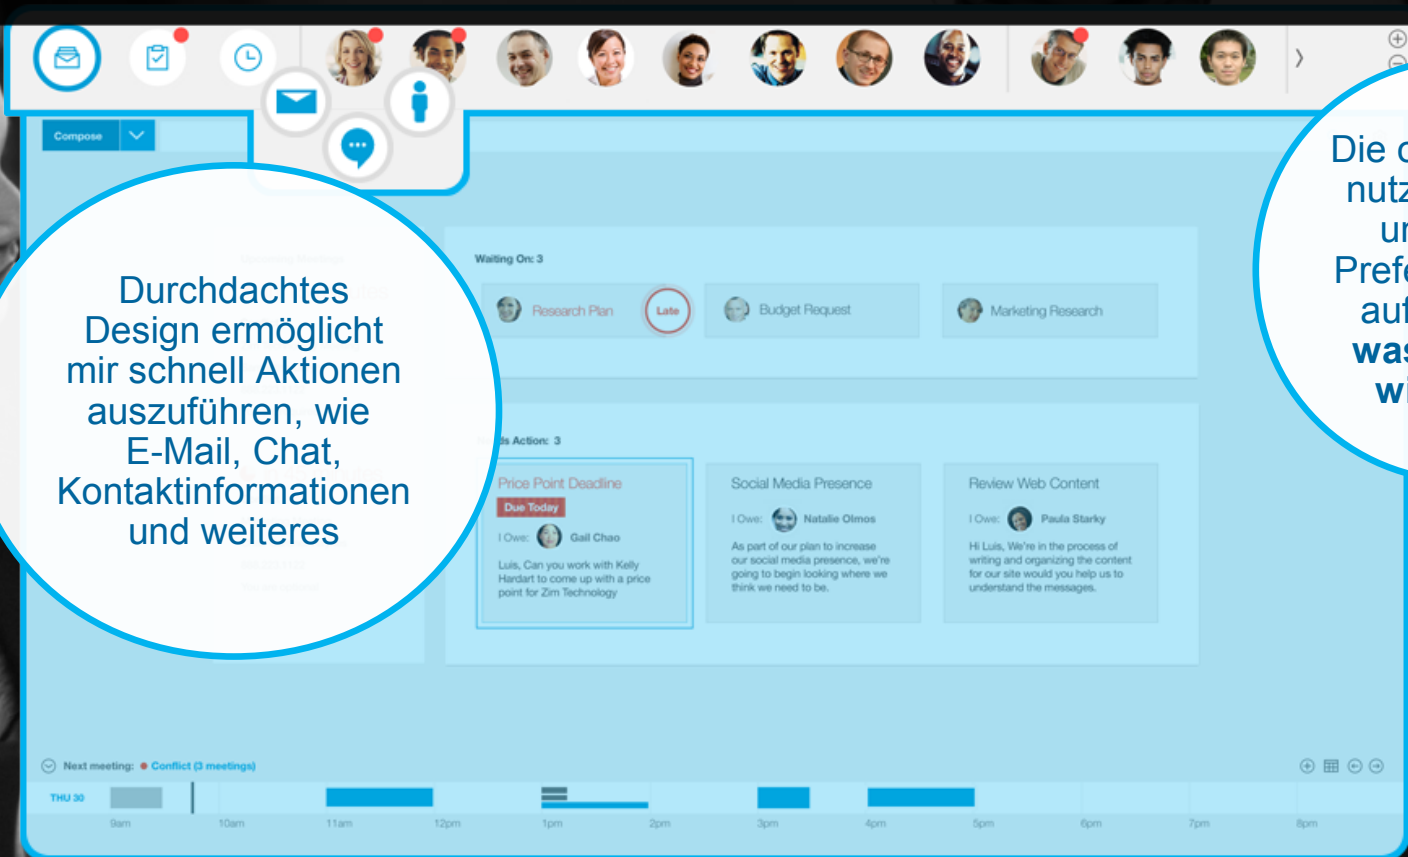 Compose
Durchdachtes
Design ermöglicht
mir schnell Aktionen
auszuführen, wie
E-Mail, Chat,
Kontaktinformationen
und weiteres
Die
nutz
Prefe
auf
was
wi
Waiting On: 3
Research Plan
Late
Budget Request
Marketing Research
Action: 3
Price Point Deadline
Due Today
I Owe: Gail Chao
Luis, Can you work with Kelly
Hardart to come up with a price
point for Zim Technology
Social Media Presence
I Owe: Natalie Olmos
As part of our plan to increase
our social media presence, we're
going to begin looking where we
think we need to be.
Review Web Content
I Owe: Paula Starky
Hi Luis, We're in the process of
writing and organizing the content
for our site would you help us to
understand the messages.
Next meeting: Conflict (3 meetings)
THU 30
9am 10am 11am 12pm 1pm 2pm 3pm 4pm 5pm 6pm 7pm 8pm